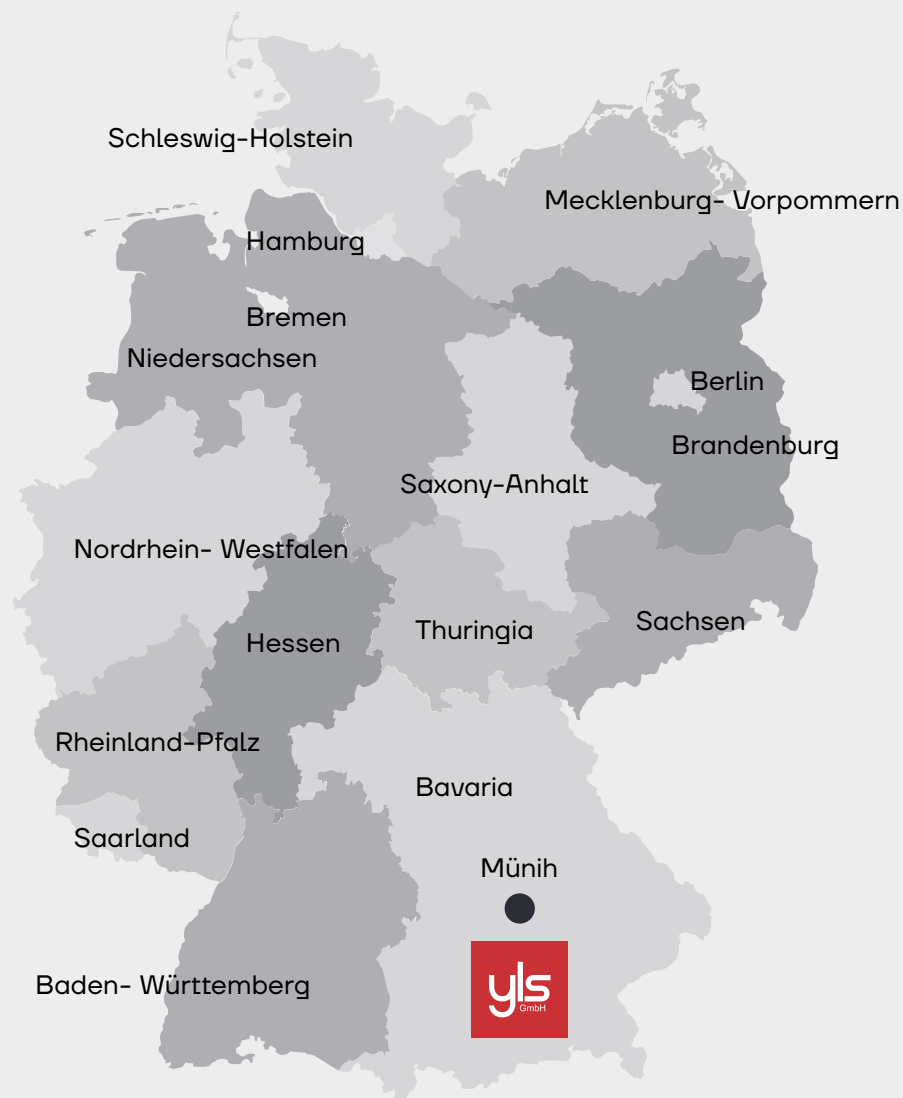 Schleswig-Holstein
Mecklenburg- Vorpommern
Hamburg
Bremen
Niedersachsen
Berlin
Brandenburg
Saxony-Anhalt
Nordrhein- Westfalen
Thuringia
Sachsen
Hessen
Rheinland-Pfalz
Bavaria
Saarland
Münih
Baden- Württemberg
yls
GmbH